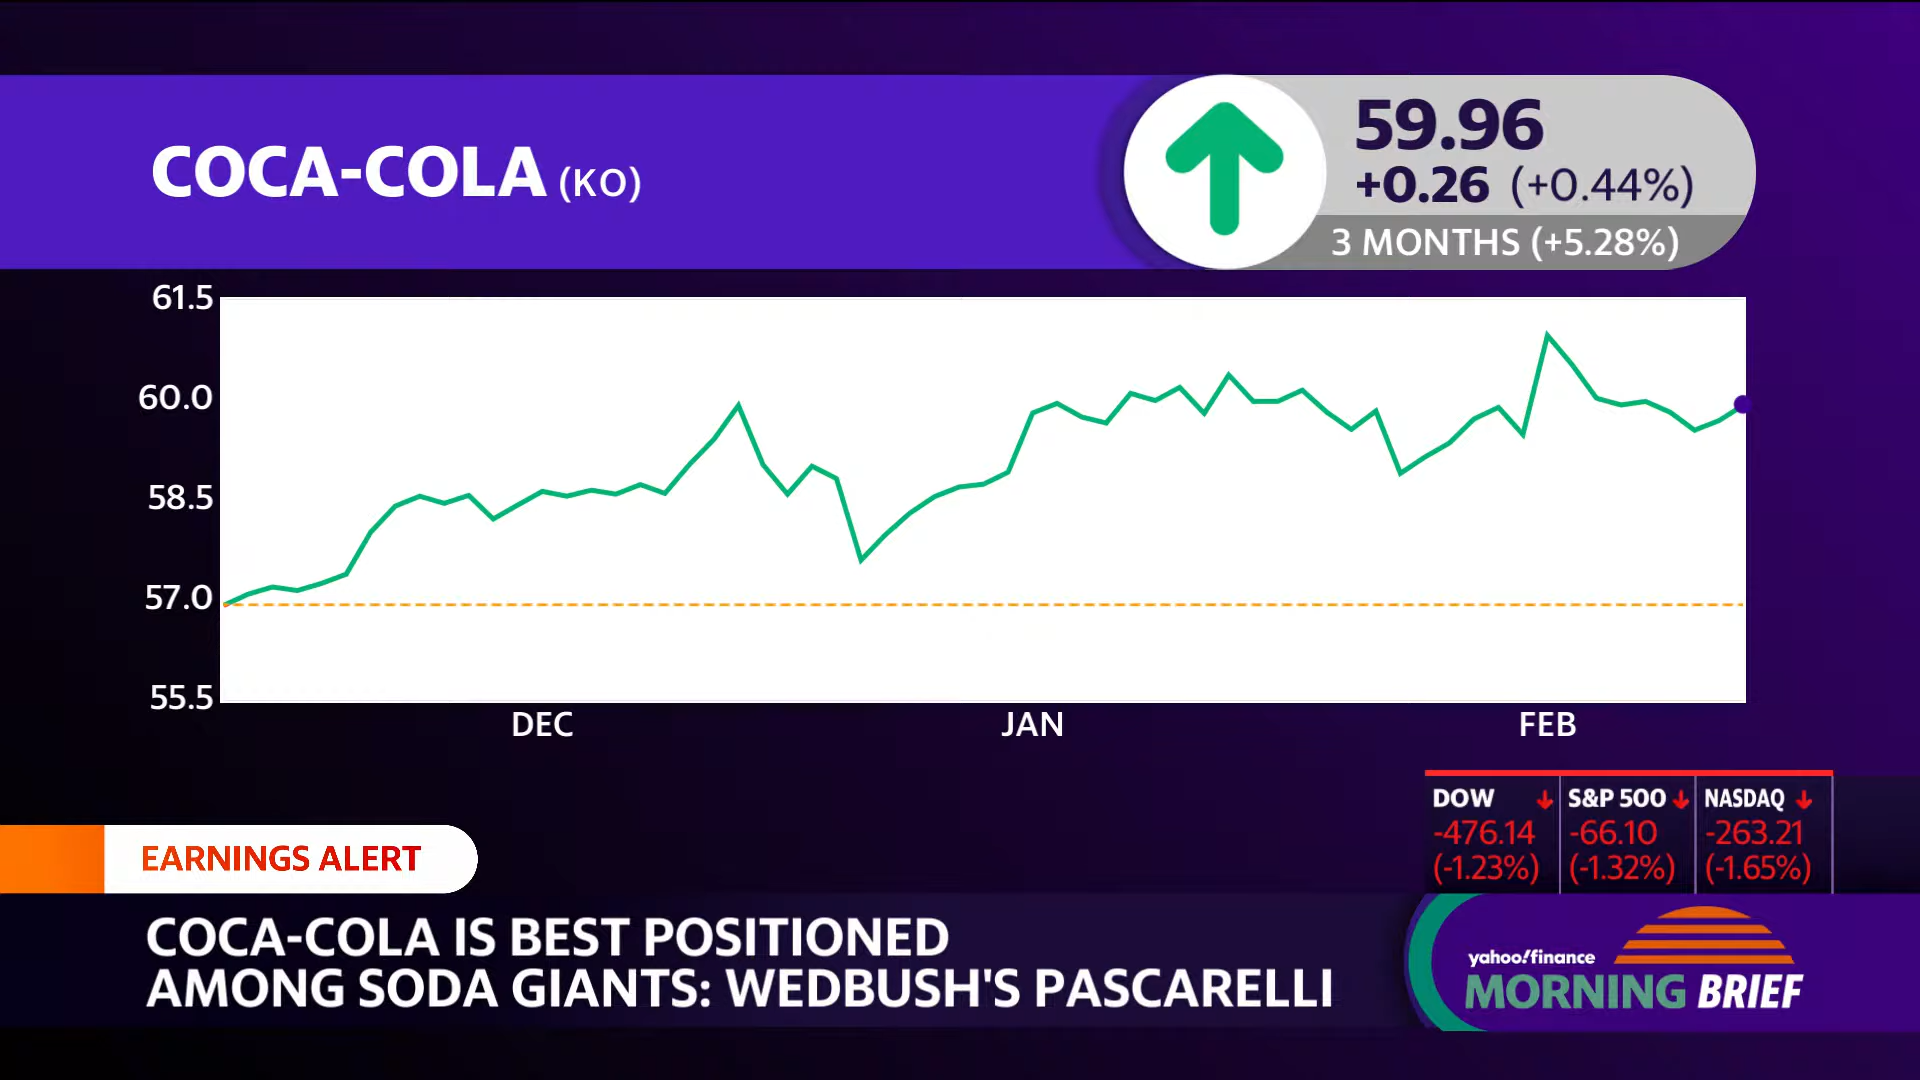 COCA-COLA (KO)
59.96
+0.26 (+0.44%)
3 MONTHS (+5.28%)
61.5
60.0
58.5
57.0
55.5
DEC JAN FEB
DOW S&P 500 NASDAQ
-476.14 -66.10 -263.21
(-1.23%) (-1.32%) (-1.65%)
EARNINGS ALERT
COCA-COLA IS BEST POSITIONED
AMONG SODA GIANTS: WEDBUSH'S PASCARELLI
yahoo!finance
MORNING BRIEF